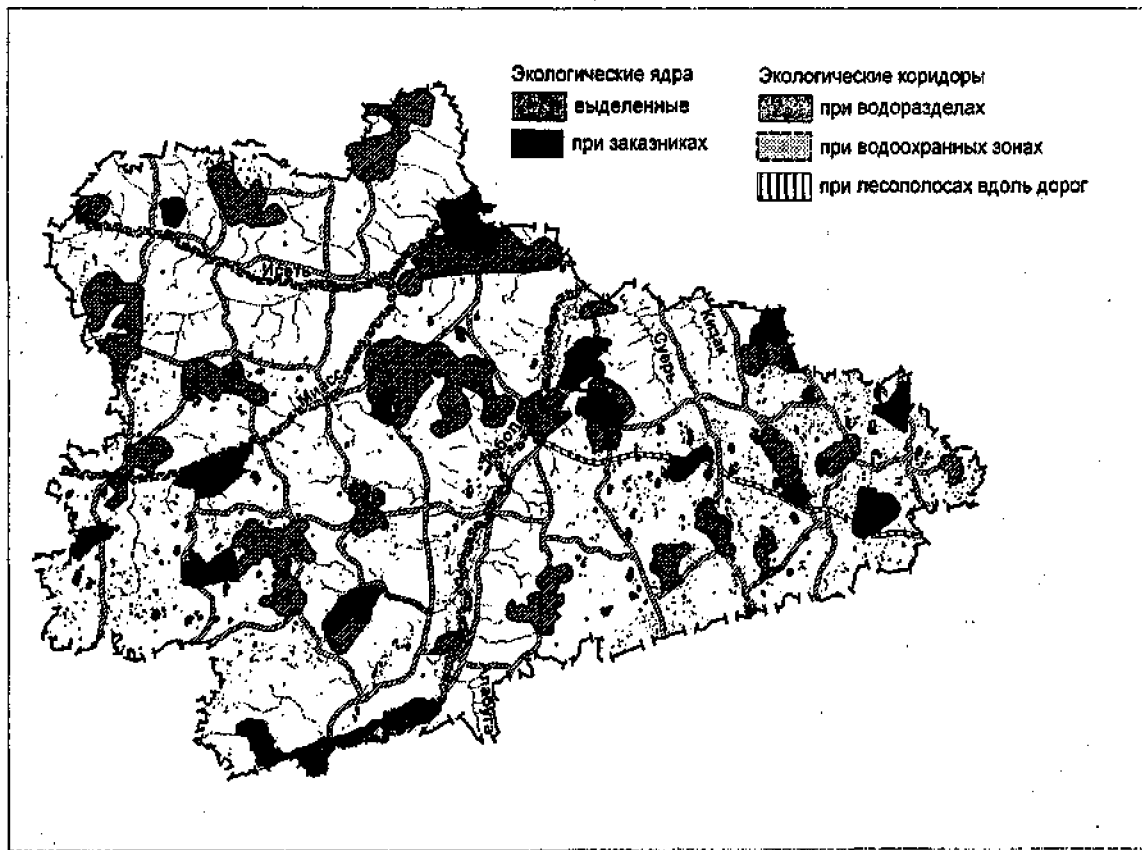 Экологические ядра
выделенные
при заказниках
Экологические коридоры
при водоразделах
при водоохранных зонах
при лесополосах вдоль дорог
Исеть
Миасс
Суерь
Кизак
Тобол